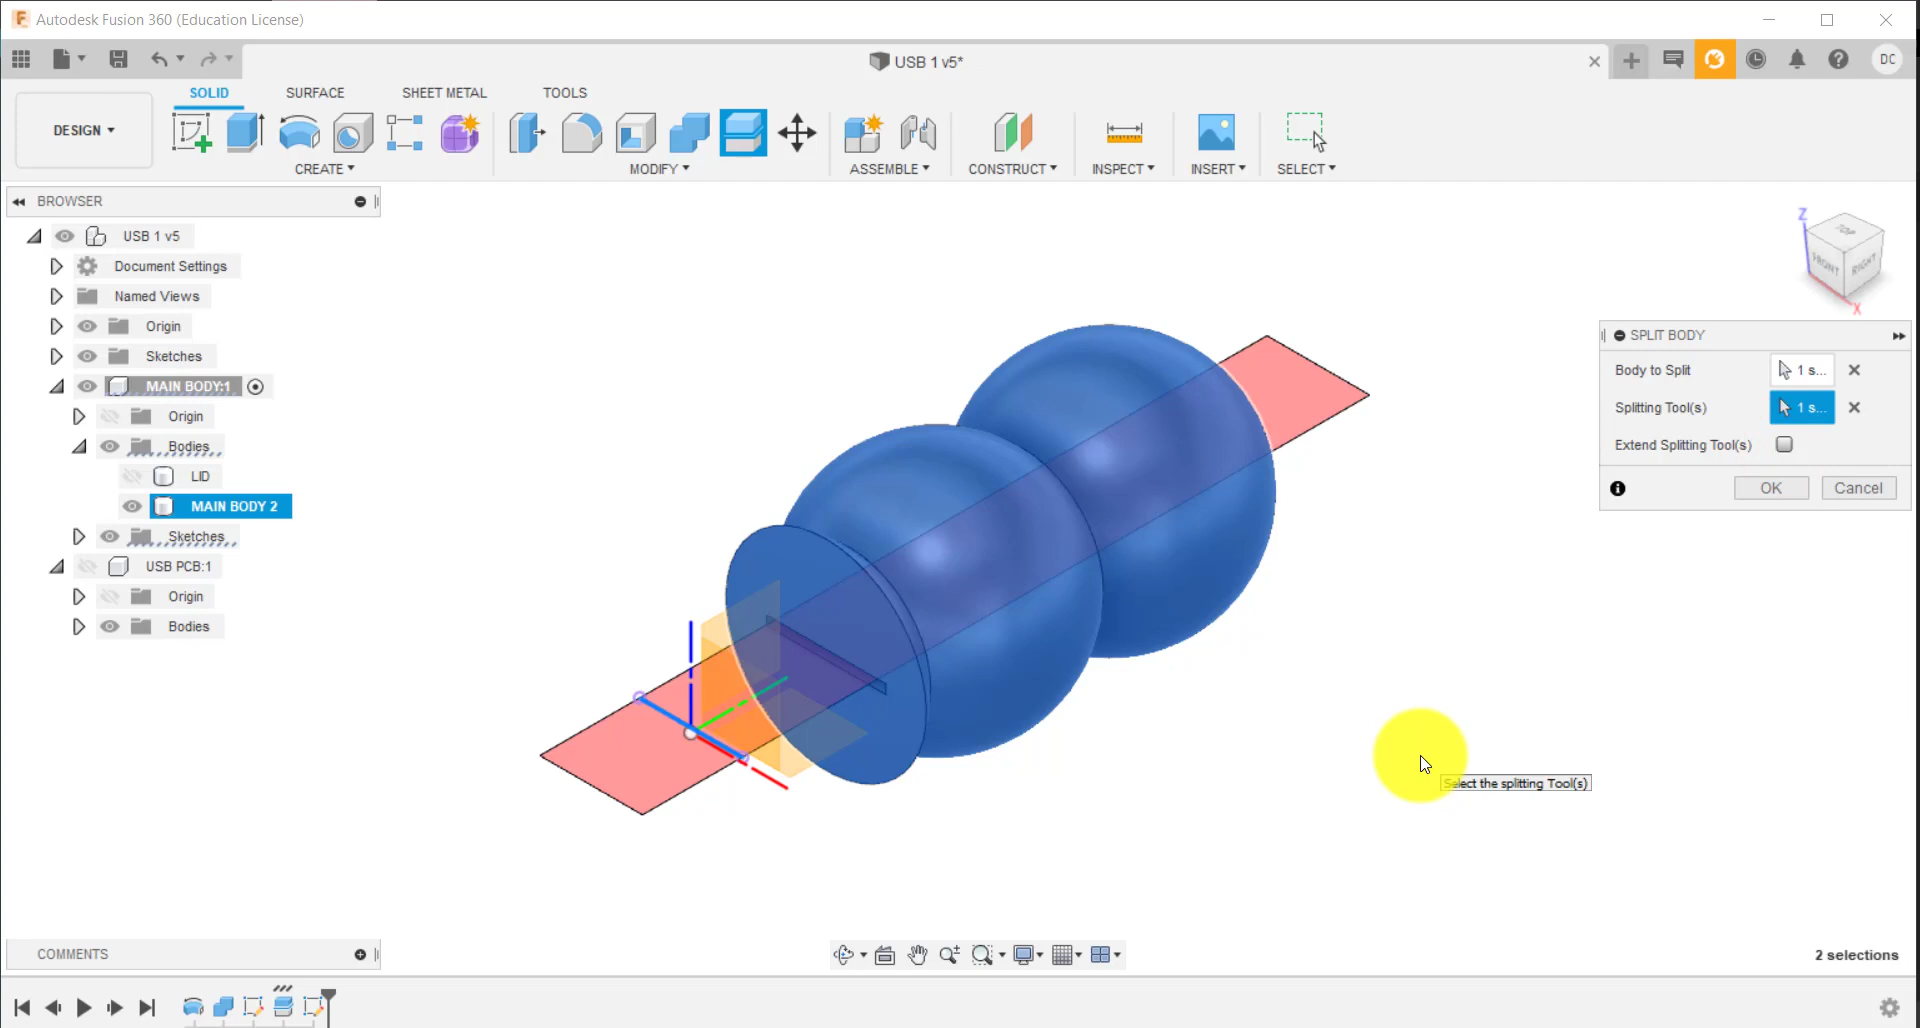 Autodesk Fusion 360 (Education License)
USB 1 v5*
DC
DESIGN
SOLID
SURFACE
SHEET METAL
TOOLS
CREATE
MODIFY
ASSEMBLE
CONSTRUCT
INSPECT
INSERT
SELECT
BROWSER
USB 1 v5
Document Settings
Named Views
Origin
Sketches
MAIN BODY:1
Origin
Bodies
LID
MAIN BODY 2
Sketches
USB PCB:1
Origin
Bodies
Z
TOP
FRONT
RIGHT
X
SPLIT BODY
Body to Split
1 s...
Splitting Tool(s)
1 s...
Extend Splitting Tool(s)
OK
Cancel
Select the splitting Tool(s)
COMMENTS
2 selections